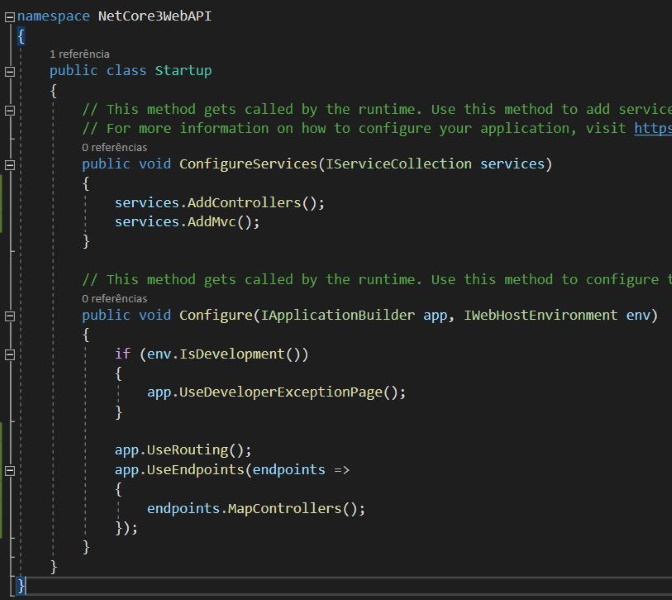 namespace NetCore3WebAPI
{
1 referência
public class Startup
{
// This method gets called by the runtime. Use this method to add service
// For more information on how to configure your application, visit https
0 referências
public void ConfigureServices(IServiceCollection services)
{
services.AddControllers();
services.AddMvc();
}
// This method gets called by the runtime. Use this method to configure t
0 referências
public void Configure(IApplicationBuilder app, IWebHostEnvironment env)
{
if (env.IsDevelopment())
{
app.UseDeveloperExceptionPage();
}
app.UseRouting();
app.UseEndpoints(endpoints =>
{
endpoints.MapControllers();
});
}
}
}